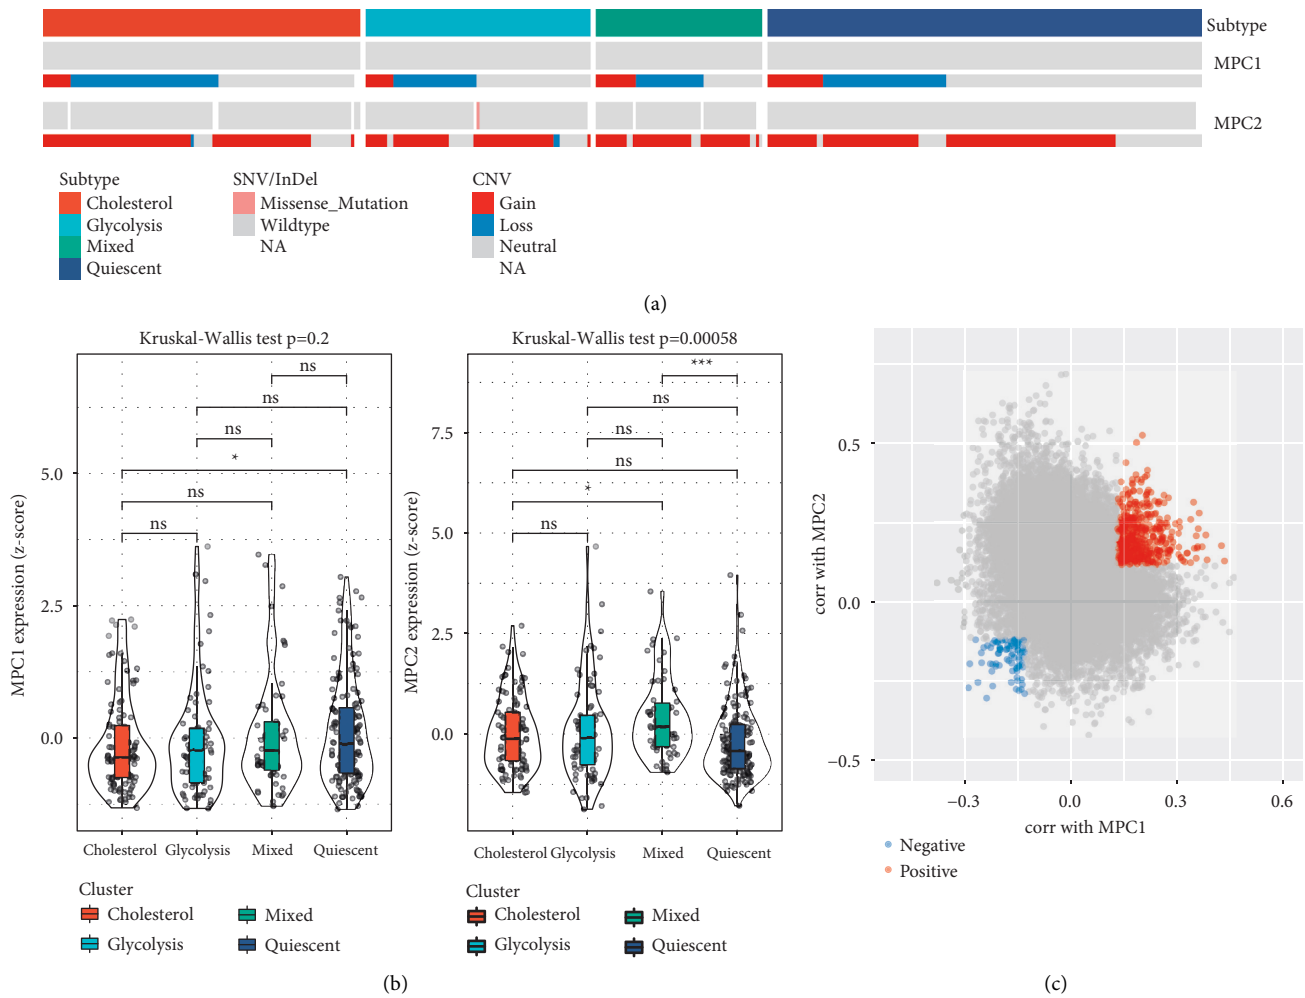 Subtype
MPC1
MPC2
Subtype
Cholesterol
Glycolysis
Mixed
Quiescent
SNV/InDel
Missense_Mutation
Wildtype
NA
CNV
Gain
Loss
Neutral
NA
(a)
Kruskal-Wallis test p=0.2
MPC1 expression (z-score)
5.0
2.5
0.0
ns
ns
ns
*
ns
ns
Cholesterol Glycolysis Mixed Quiescent
Cluster
Cholesterol Mixed
Glycolysis Quiescent
Kruskal-Wallis test p=0.00058
MPC2 expression (z-score)
7.5
5.0
2.5
0.0
***
ns
ns
ns
*
ns
Cholesterol Glycolysis Mixed Quiescent
Cluster
Cholesterol Mixed
Glycolysis Quiescent
(b)
corr with MPC2
0.5
0.0
−0.5
−0.3 0.0 0.3 0.6
corr with MPC1
Negative
Positive
(c)